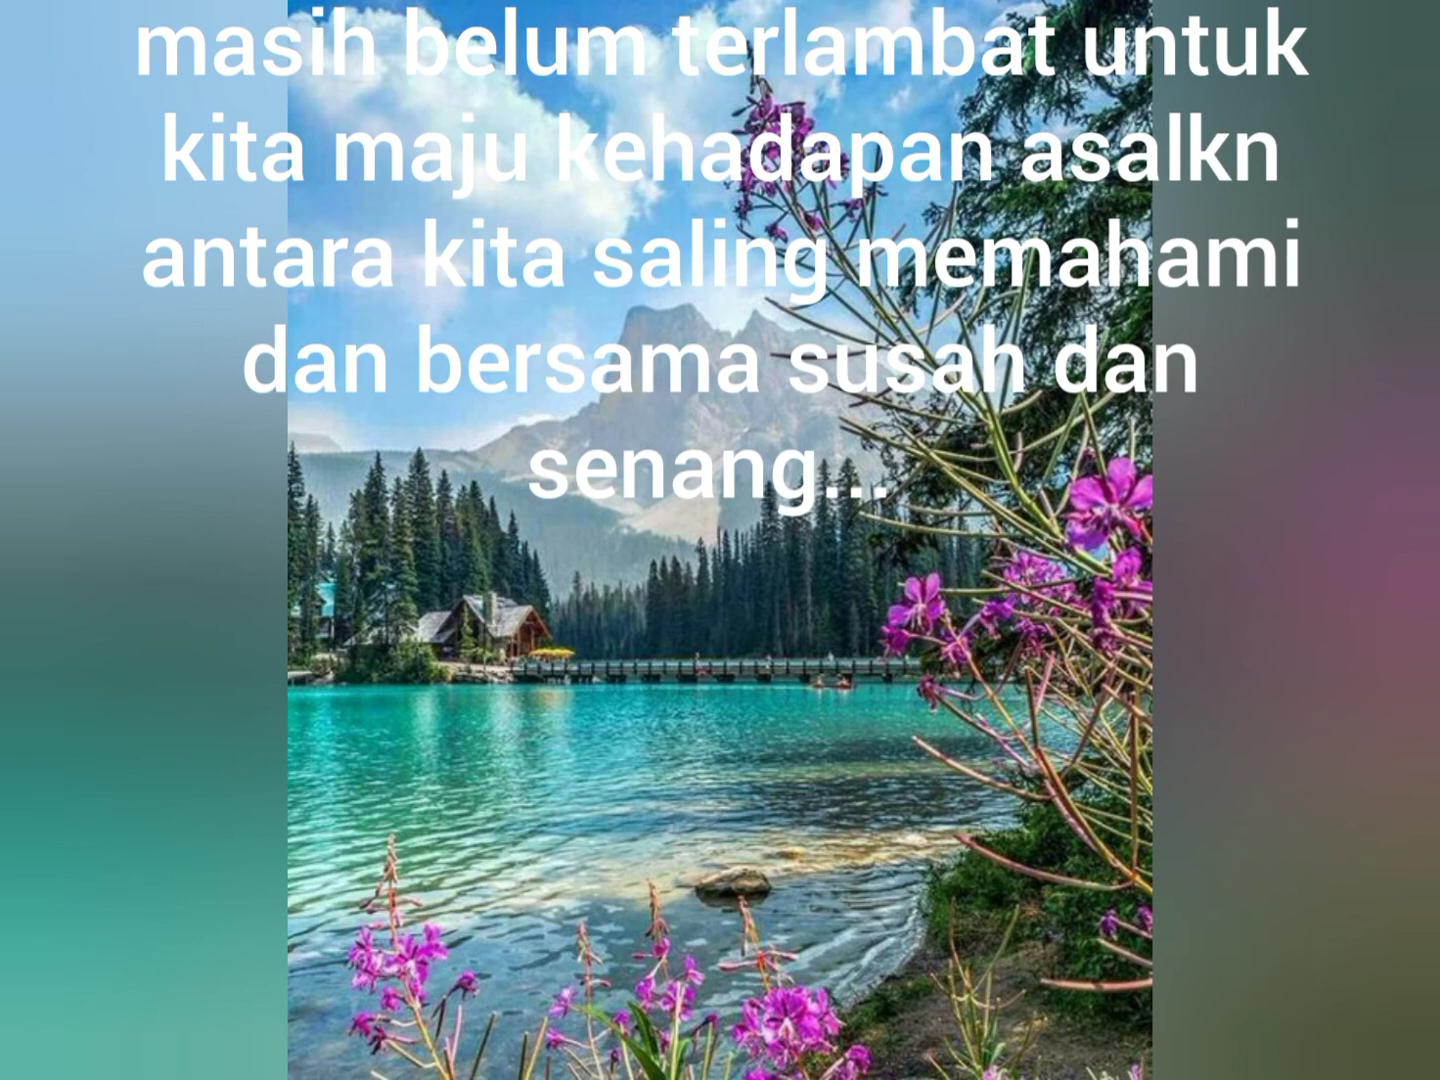 masih belum terlambat untuk
kita maju kehadapan asalkn
antara kita saling memahami
dan bersama susah dan
senang...